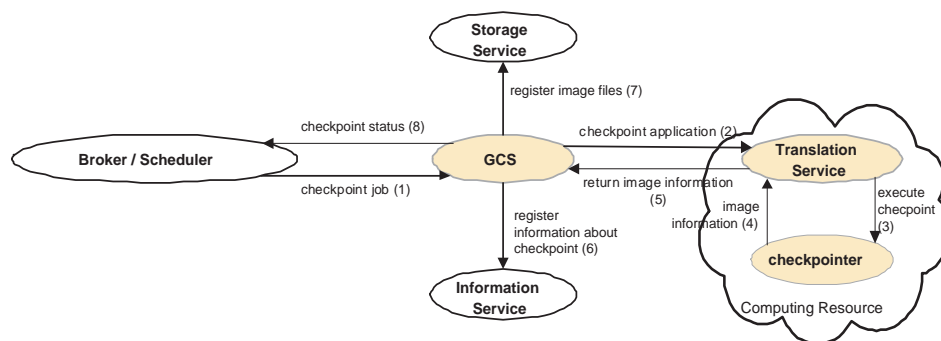 Storage
Service
register image files (7)
checkpoint status (8)
checkpoint application (2)
Broker / Scheduler
GCS
Translation
Service
checkpoint job (1)
return image information
(5)
execute
checpoint
(3)
image
information (4)
register
information about
checkpoint (6)
checkpointer
Information
Service
Computing Resource